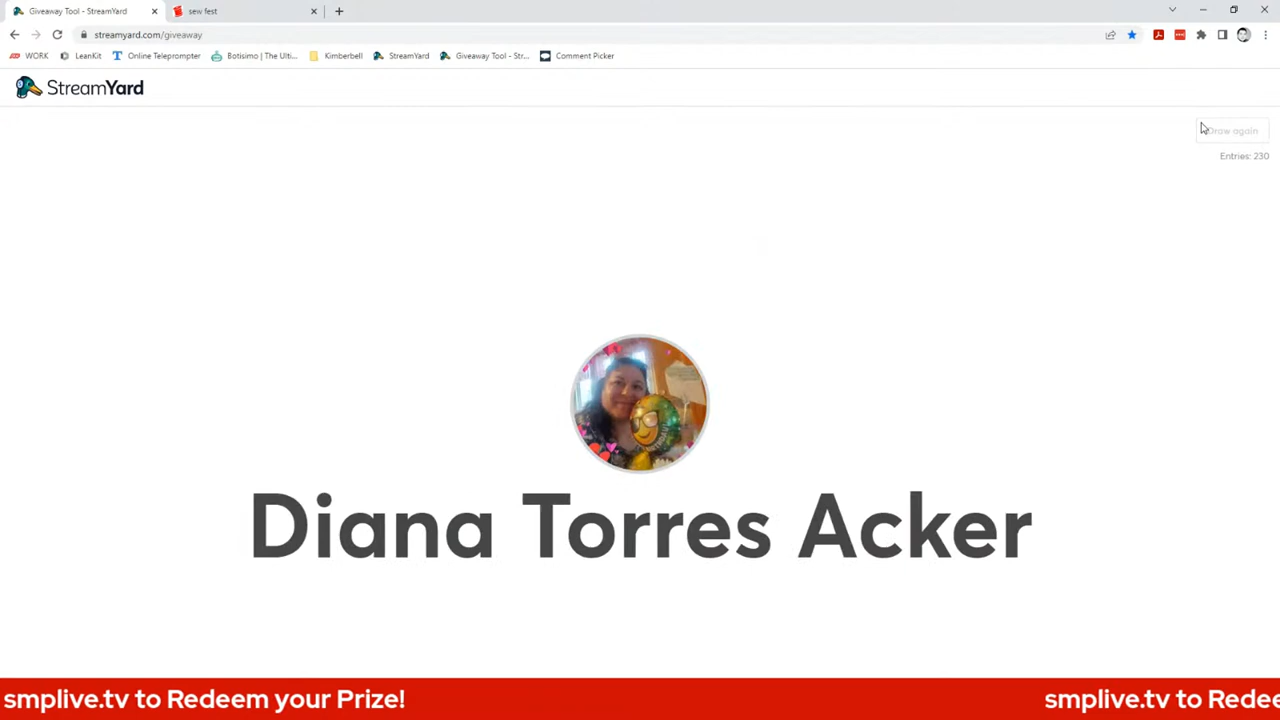 Giveaway Tool - StreamYard
sew fest
streamyard.com/giveaway
WORK
LeanKit
Online Teleprompter
Botisimo | The Ulti...
Kimberbell
StreamYard
Giveaway Tool - Str...
Comment Picker
StreamYard
Draw again
Entries: 230
Diana Torres Acker
smplive.tv to Redeem your Prize!
smplive.tv to Redee